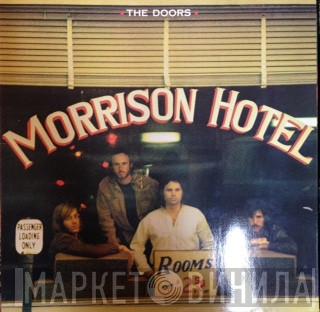 · THE DOORS ·
MORRISON HOTEL
PASSENGER
LOADING
ONLY
ROOMS
МАРКЕТ ВИНИЛА